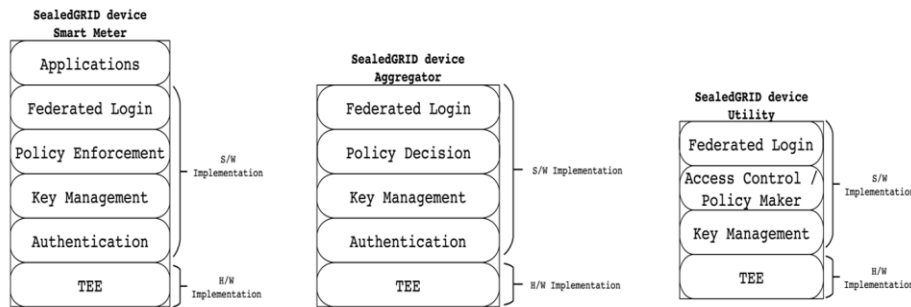 SealedGRID device
Smart Meter
Applications
Federated Login
Policy Enforcement
Key Management
Authentication
TEE
S/W
Implementation
H/W
Implementation
SealedGRID device
Aggregator
Federated Login
Policy Decision
Key Management
Authentication
TEE
S/W Implementation
H/W Implementation
SealedGRID device
Utility
Federated Login
Access Control /
Policy Maker
Key Management
TEE
S/W
Implementation
H/W
Implementation